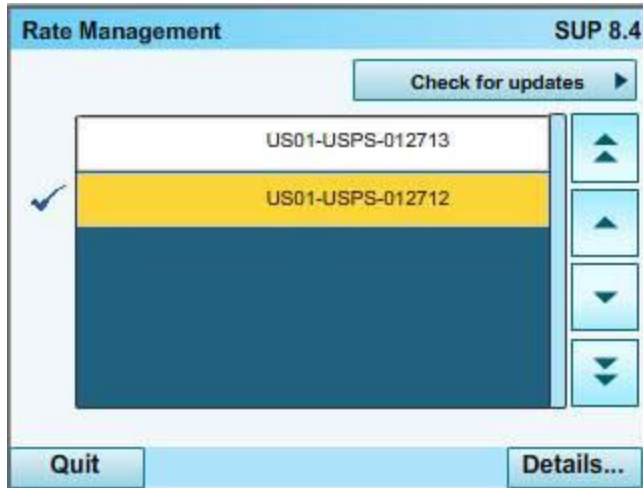 Rate Management SUP 8.4
Check for updates
US01-USPS-012713
US01-USPS-012712
Quit Details...